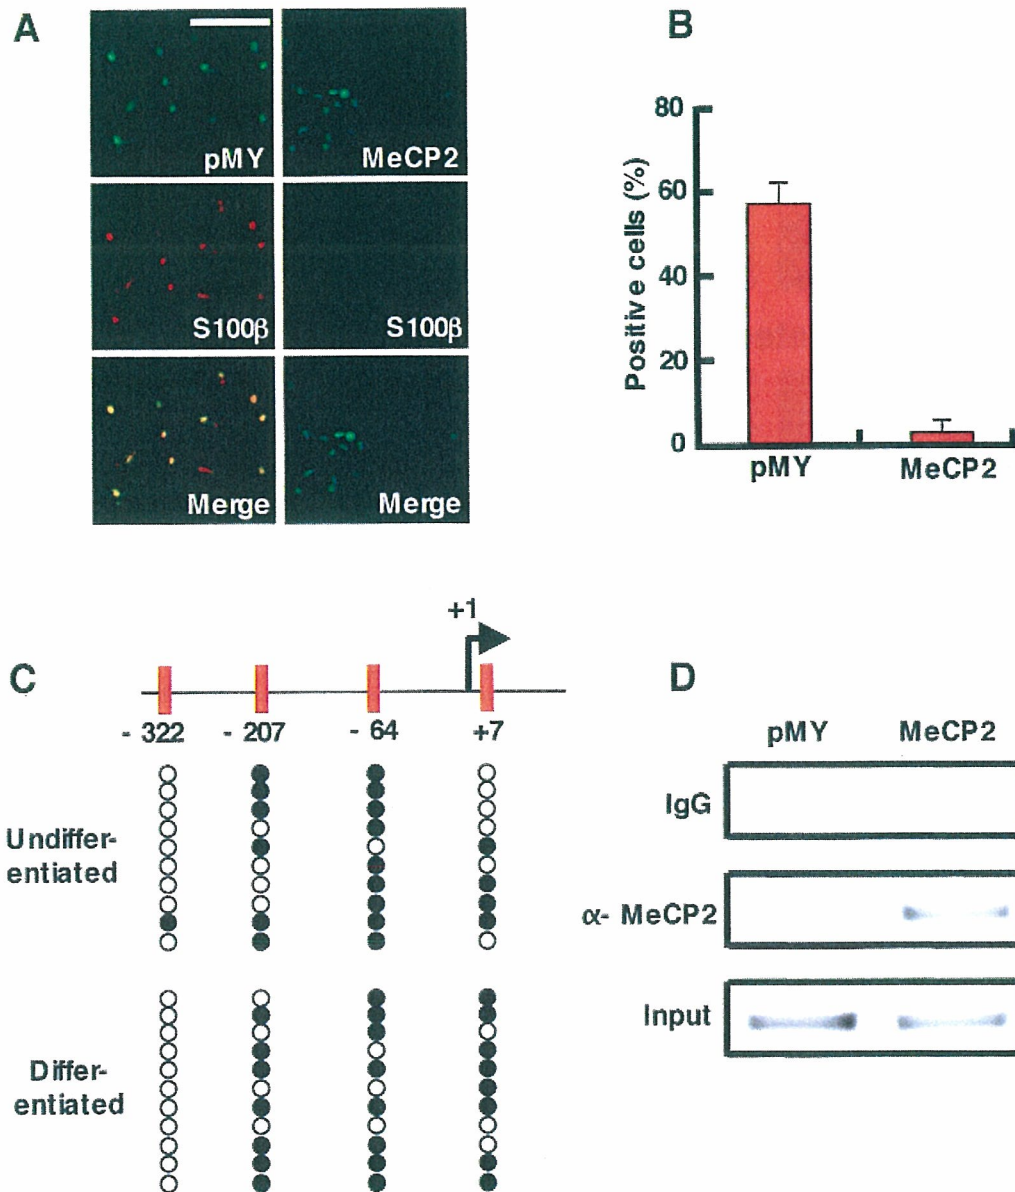 A
pMY
MeCP2
S100β
S100β
Merge
Merge
B
Positive cells (%)
80
60
40
20
0
pMY
MeCP2
C
+1
- 322
- 207
- 64
+7
Undiffer-
entiated
Differ-
entiated
D
pMY
MeCP2
IgG
α- MeCP2
Input